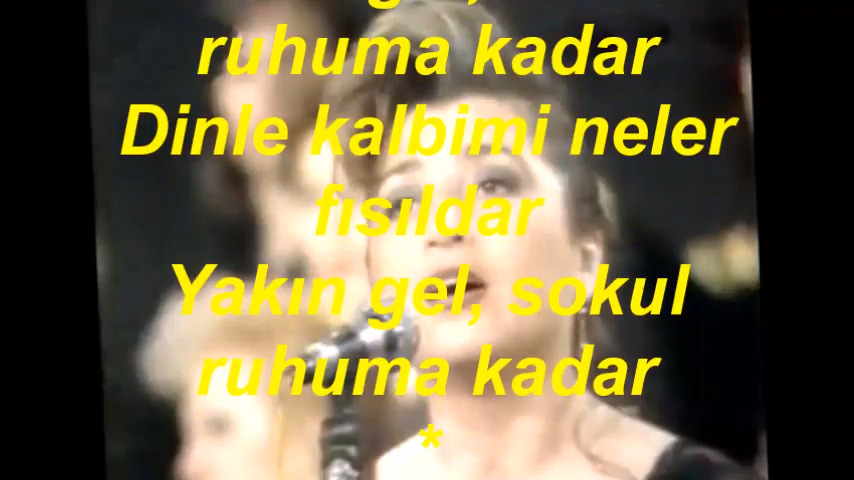 ruhuma kadar
Dinle kalbimi neler
fısıldar
Yakın gel, sokul
ruhuma kadar
*